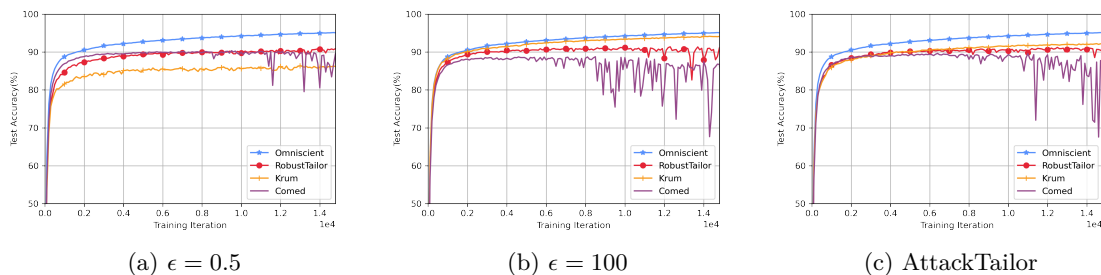 100
90
80
70
60
50
Test Accuracy(%)
0.0 0.2 0.4 0.6 0.8 1.0 1.2 1.4
1e4
Training Iteration
Omniscient
RobustTailor
Krum
Comed
(a) ϵ = 0.5
100
90
80
70
60
50
Test Accuracy(%)
0.0 0.2 0.4 0.6 0.8 1.0 1.2 1.4
1e4
Training Iteration
Omniscient
RobustTailor
Krum
Comed
(b) ϵ = 100
100
90
80
70
60
50
Test Accuracy(%)
0.0 0.2 0.4 0.6 0.8 1.0 1.2 1.4
1e4
Training Iteration
Omniscient
RobustTailor
Krum
Comed
(c) AttackTailor